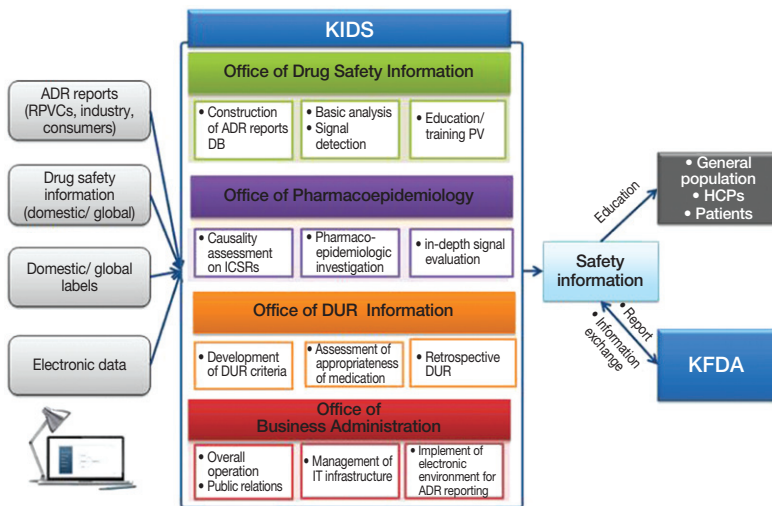 KIDS
ADR reports
(RPVCs, industry,
consumers)
Drug safety
information
(domestic/ global)
Domestic/ global
labels
Electronic data
Office of Drug Safety Information
• Construction
of ADR reports
DB
• Basic analysis
• Signal
detection
• Education/
training PV
Office of Pharmacoepidemiology
• Causality
assessment
on ICSRs
• Pharmaco-
epidemiologic
investigation
• in-depth signal
evaluation
Office of DUR Information
• Development
of DUR criteria
• Assessment of
appropriateness
of medication
• Retrospective
DUR
Office of
Business Administration
• Overall
operation
• Public relations
• Management of
IT infrastructure
• Implement of
electronic
environment for
ADR reporting
Safety
information
Education
• General
population
• HCPs
• Patients
• Report
• Information
exchange
KFDA